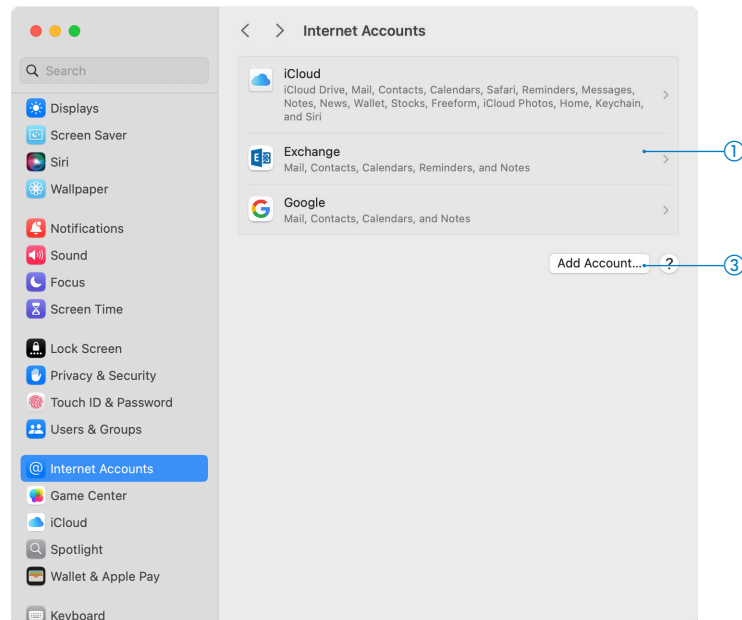 Internet Accounts
Search
Displays
Screen Saver
Siri
Wallpaper
Notifications
Sound
Focus
Screen Time
Lock Screen
Privacy & Security
Touch ID & Password
Users & Groups
Internet Accounts
Game Center
iCloud
Spotlight
Wallet & Apple Pay
Keyboard
iCloud
iCloud Drive, Mail, Contacts, Calendars, Safari, Reminders, Messages,
Notes, News, Wallet, Stocks, Freeform, iCloud Photos, Home, Keychain,
and Siri
Exchange
Mail, Contacts, Calendars, Reminders, and Notes
1
Google
Mail, Contacts, Calendars, and Notes
Add Account...
?
3